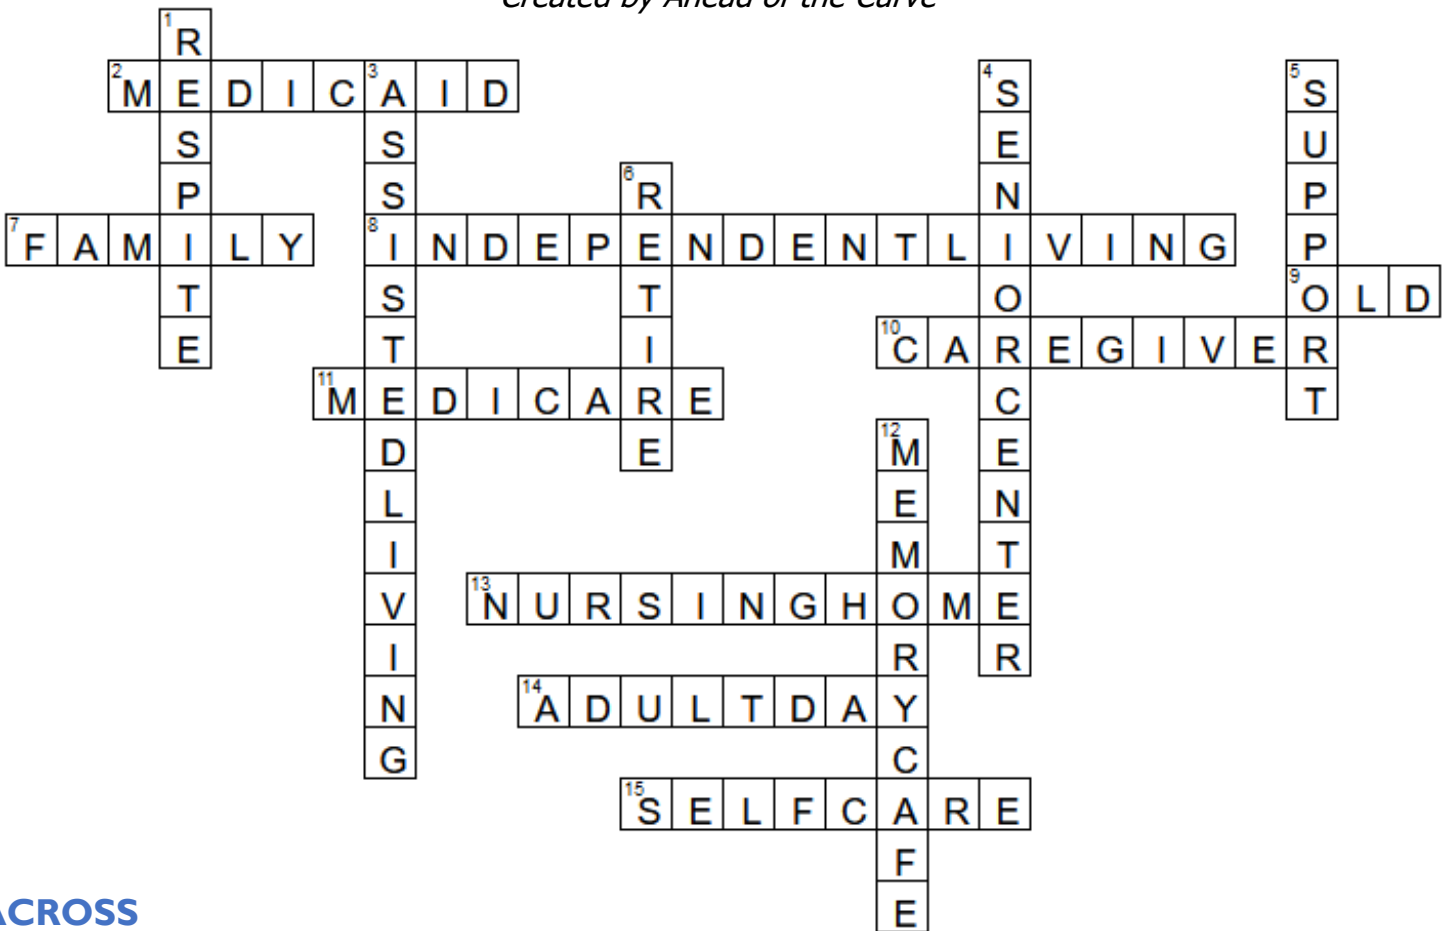 Created by Ahead of the Curve
1 RESPITE
2 MEDICAID
3 ASSISTEDLIVING
4 SENIORCENTER
5 SUPPORT
6 RETIRE
7 FAMILY
8 INDEPENDENTLIVING
9 OLD
10 CAREGIVER
11 MEDICARE
12 MEMORYCAFE
13 NURSINGHOME
14 ADULTDAY
15 SELFCARE
ACROSS